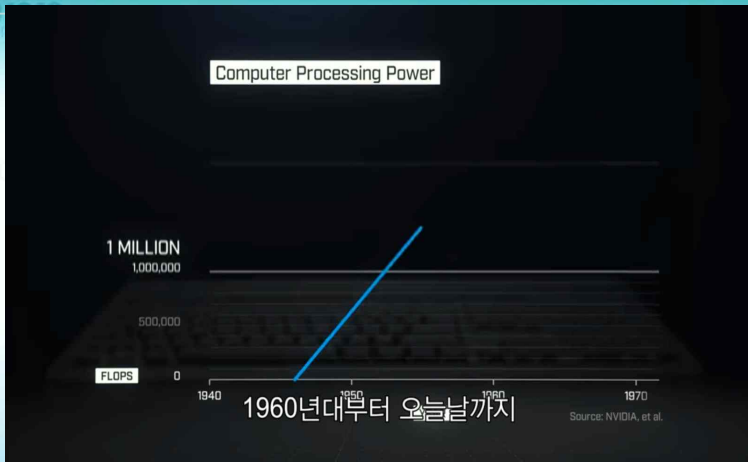 Computer Processing Power
1 MILLION
1,000,000
500,000
FLOPS 0
1940 1950 1960 1970
1960년대부터 오늘날까지
Source: NVIDIA, et al.